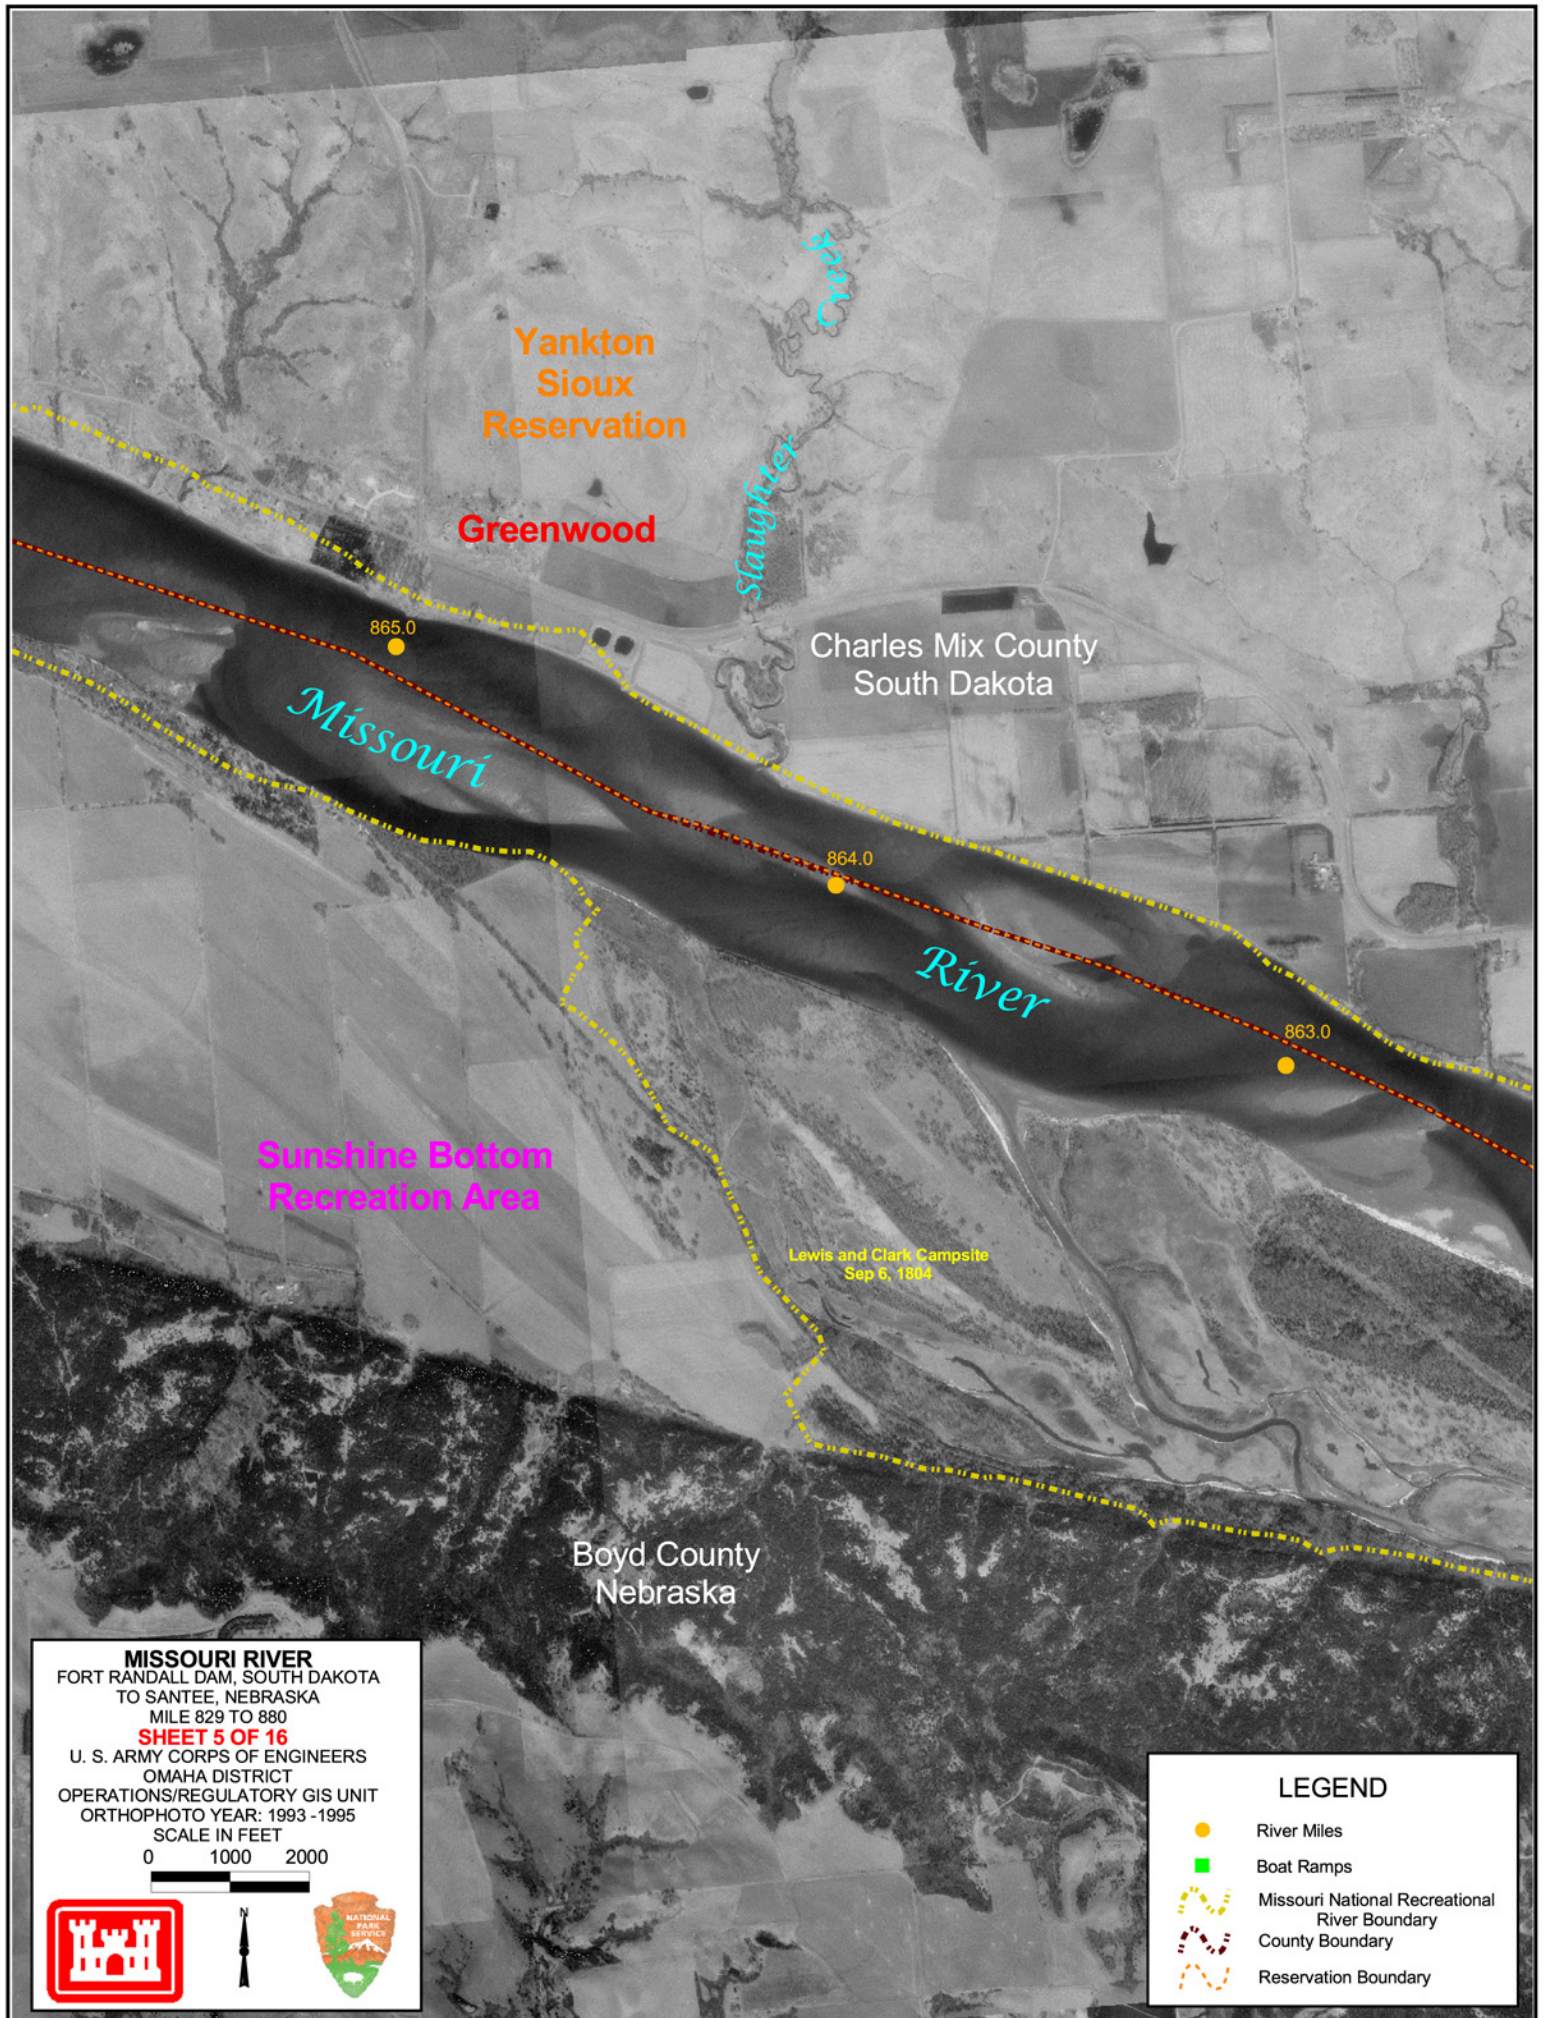 Creek
Yankton
Sioux
Reservation
Slaughter
Greenwood
865.0
Charles Mix County
South Dakota
Missouri
864.0
River
863.0
Sunshine Bottom
Recreation Area
Lewis and Clark Campsite
Sep 6, 1804
Boyd County
Nebraska
MISSOURI RIVER
FORT RANDALL DAM, SOUTH DAKOTA
TO SANTEE, NEBRASKA
MILE 829 TO 880
SHEET 5 OF 16
U. S. ARMY CORPS OF ENGINEERS
OMAHA DISTRICT
OPERATIONS/REGULATORY GIS UNIT
ORTHOPHOTO YEAR: 1993 -1995
SCALE IN FEET
0 1000 2000
N
NATIONAL
PARK
SERVICE
LEGEND
River Miles
Boat Ramps
Missouri National Recreational
River Boundary
County Boundary
Reservation Boundary